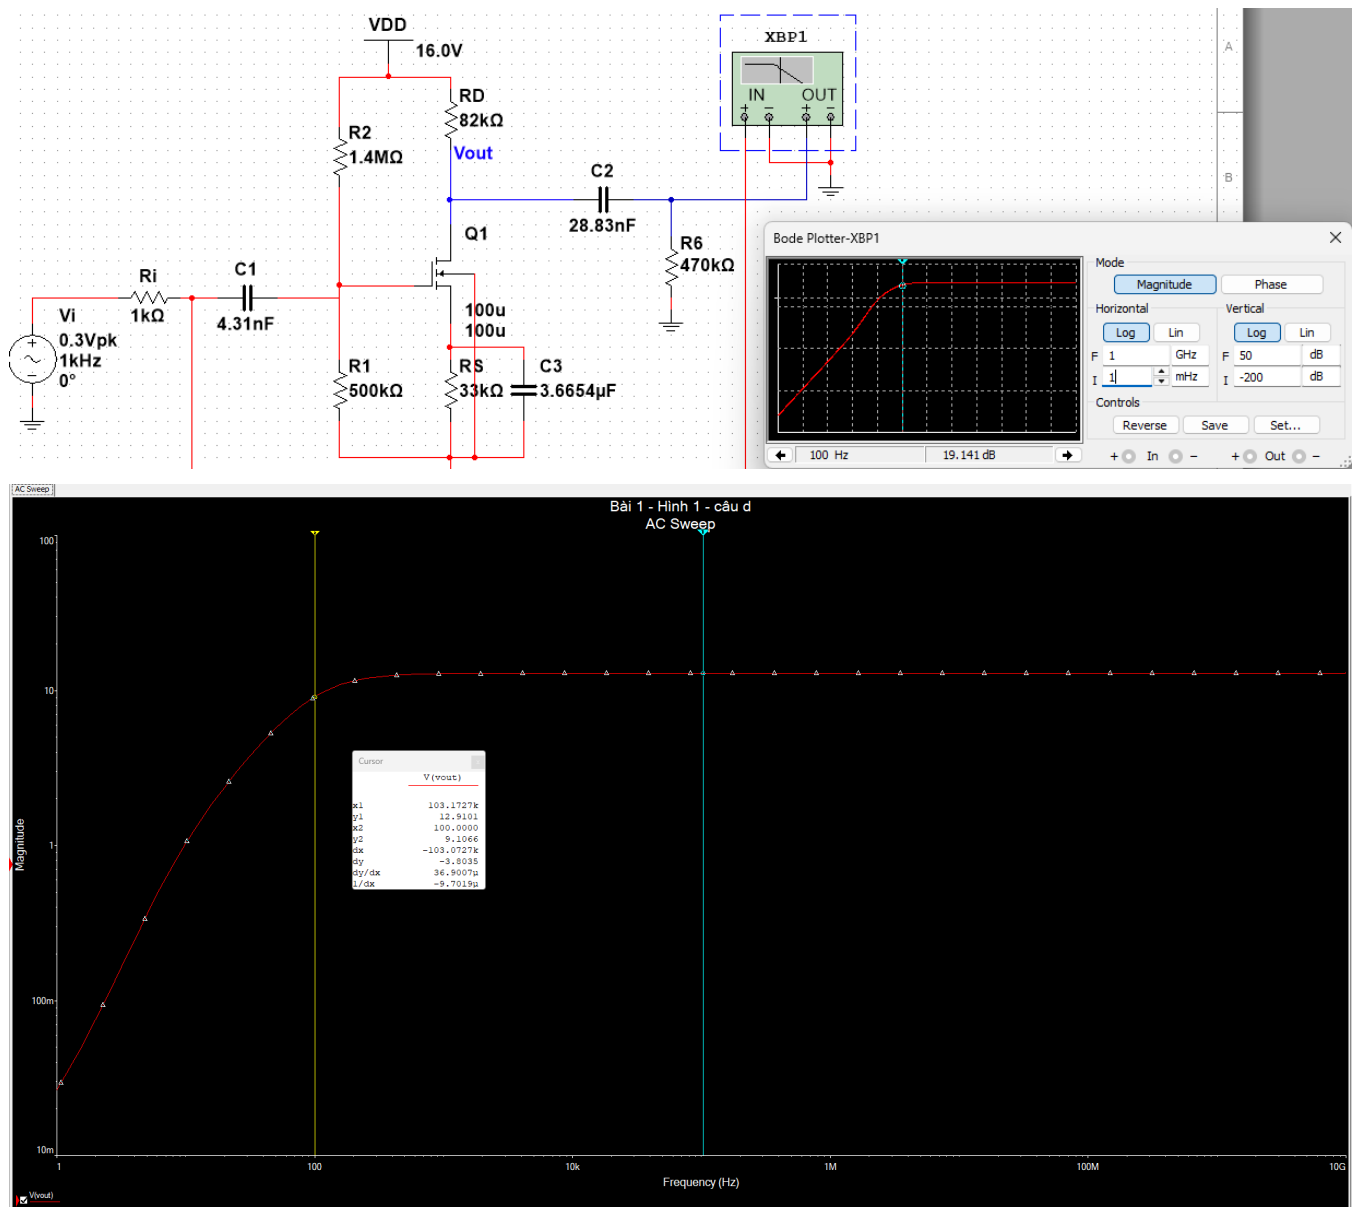 VDD
16.0V
RD
82kΩ
Vout
R2
1.4MΩ
C2
28.83nF
XBP1
IN OUT
+ − + −
A
B
Q1
100u
100u
R6
470kΩ
Ri
1kΩ
C1
4.31nF
Vi
0.3Vpk
1kHz
0°
R1
500kΩ
RS
33kΩ
C3
3.6654µF
Bode Plotter-XBP1
Mode
Magnitude Phase
Horizontal Vertical
Log Lin Log Lin
F 1 GHz F 50 dB
I 1 mHz I -200 dB
Controls
Reverse Save Set...
100 Hz 19.141 dB
+ In − + Out −
AC Sweep
Bài 1 - Hình 1 - câu d
AC Sweep
100
10
1
100m
10m
Magnitude
Cursor
V(vout)
x1 103.1727k
y1 12.9101
x2 100.0000
y2 9.1066
dx -103.0727k
dy -3.8035
dy/dx 36.9007µ
1/dx -9.7019µ
1 100 10k 1M 100M 10G
Frequency (Hz)
V(vout)